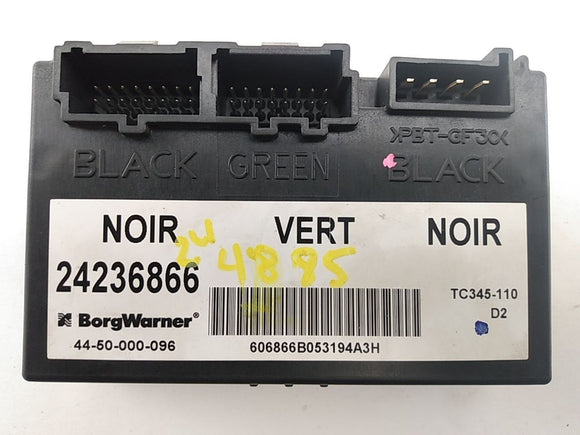 >PBT-GF30<
BLACK GREEN BLACK
NOIR VERT NOIR
24
4885
24236866
TC345-110
D2
BorgWarner®
44-50-000-096
606866B053194A3H